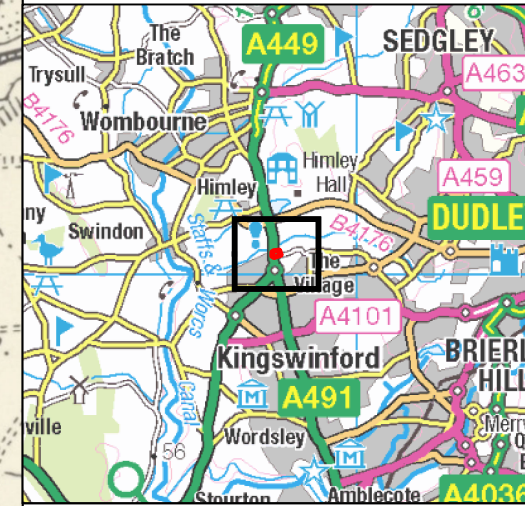 The
Bratch
A449
SEDGLEY
A463
Trysull
B4176
Wombourne
Himley
Hall
A459
Himley
DUDLE
ny
Swindon
B4176
Staffs & Worcs
Canal
The
Village
A4101
Kingswinford
BRIERL
HILL
A491
ville
Wordsley
Merry
56
Stourton
Amblecote
A4036